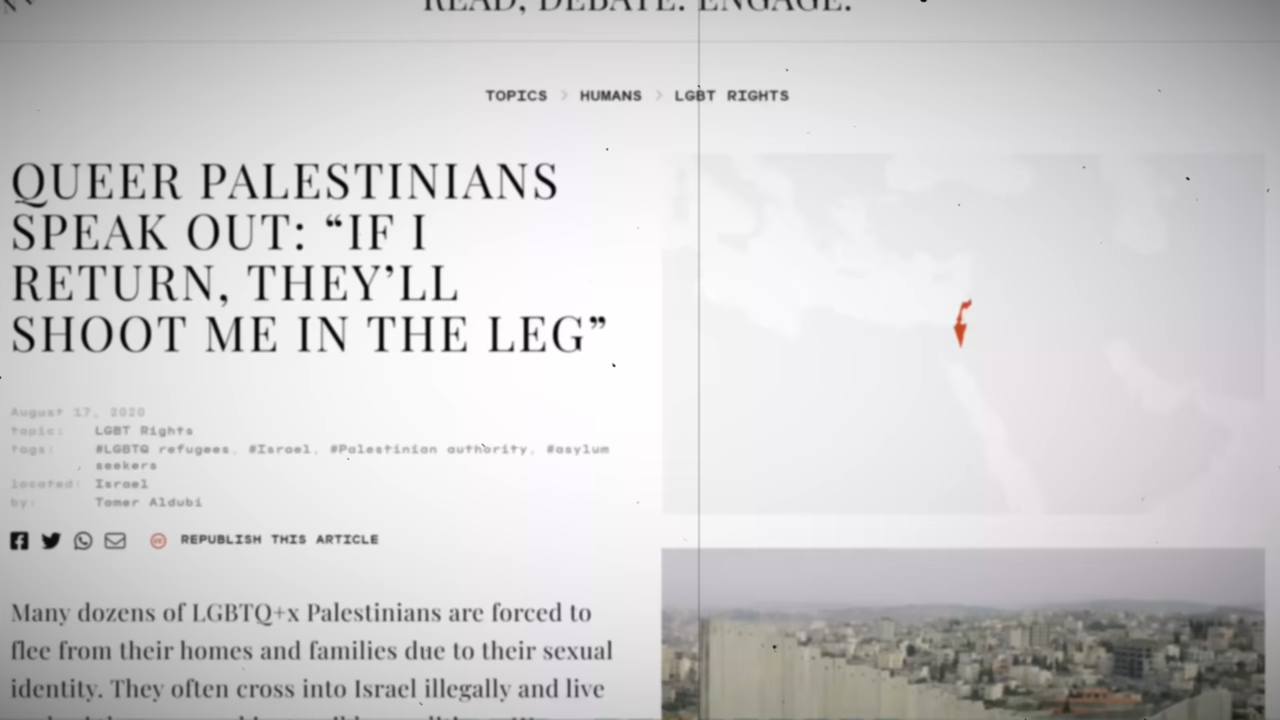 READ, DEBATE: ENGAGE.
TOPICS > HUMANS > LGBT RIGHTS
QUEER PALESTINIANS
SPEAK OUT: “IF I
RETURN, THEY’LL
SHOOT ME IN THE LEG”
August 17, 2020
topic: LGBT Rights
tags: #LGBTQ refugees, #Israel, #Palestinian authority, #asylum
seekers
located: Israel
by: Tomer Aldubi
REPUBLISH THIS ARTICLE
Many dozens of LGBTQ+x Palestinians are forced to
flee from their homes and families due to their sexual
identity. They often cross into Israel illegally and live